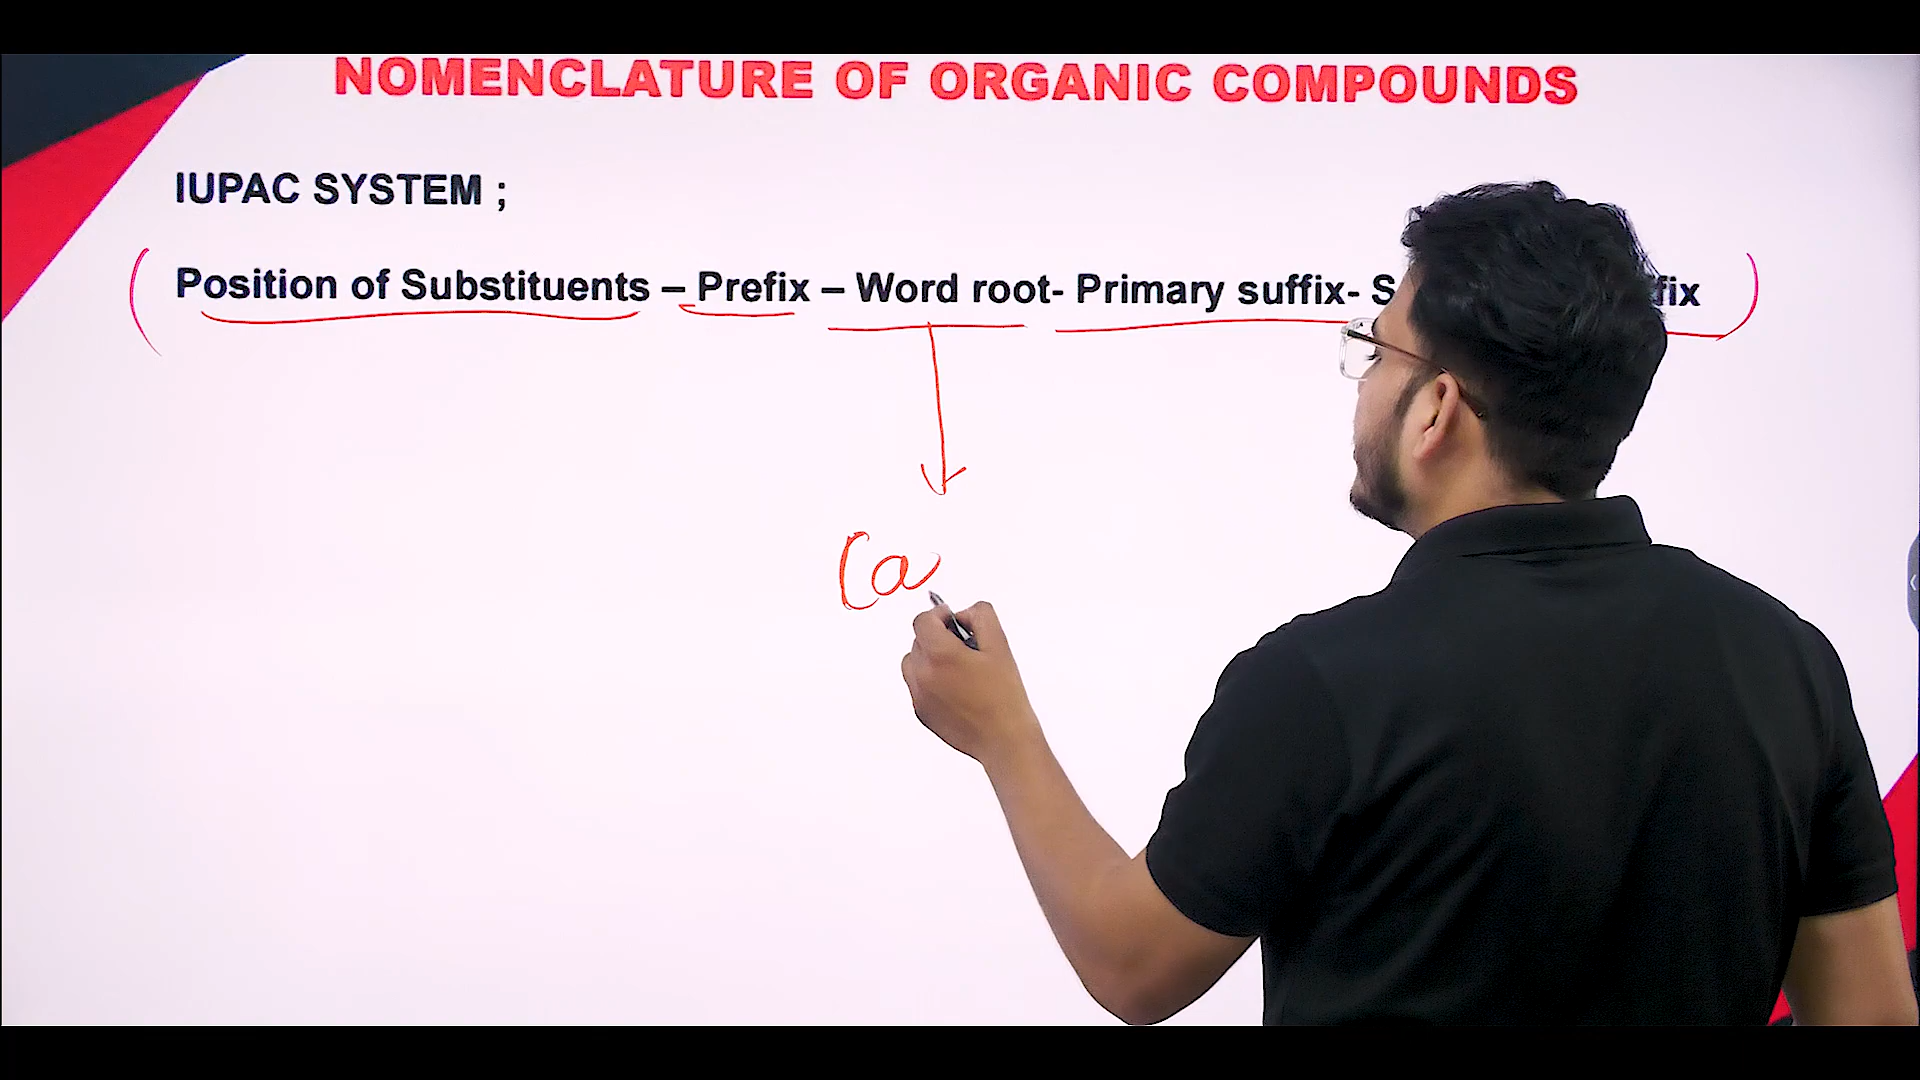 NOMENCLATURE OF ORGANIC COMPOUNDS
IUPAC SYSTEM ;
Position of Substituents – Prefix – Word root- Primary suffix- S fix
Ca